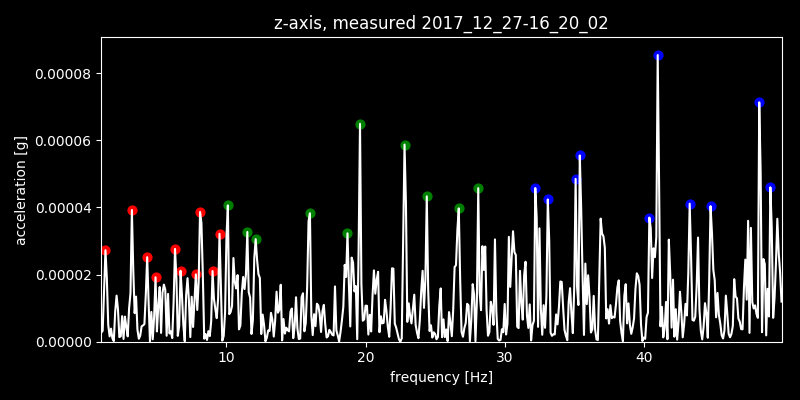 z-axis, measured 2017_12_27-16_20_02
0.00008
0.00006
0.00004
0.00002
0.00000
acceleration [g]
10 20 30 40
frequency [Hz]